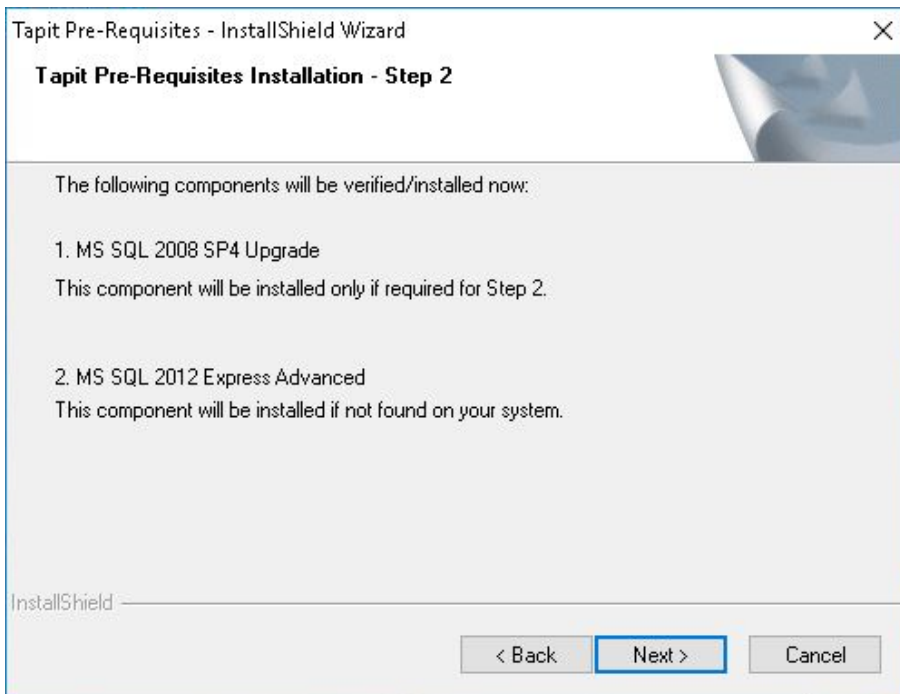 Tapit Pre-Requisites - InstallShield Wizard
Tapit Pre-Requisites Installation - Step 2
The following components will be verified/installed now:
1. MS SQL 2008 SP4 Upgrade
This component will be installed only if required for Step 2.
2. MS SQL 2012 Express Advanced
This component will be installed if not found on your system.
InstallShield
< Back Next > Cancel